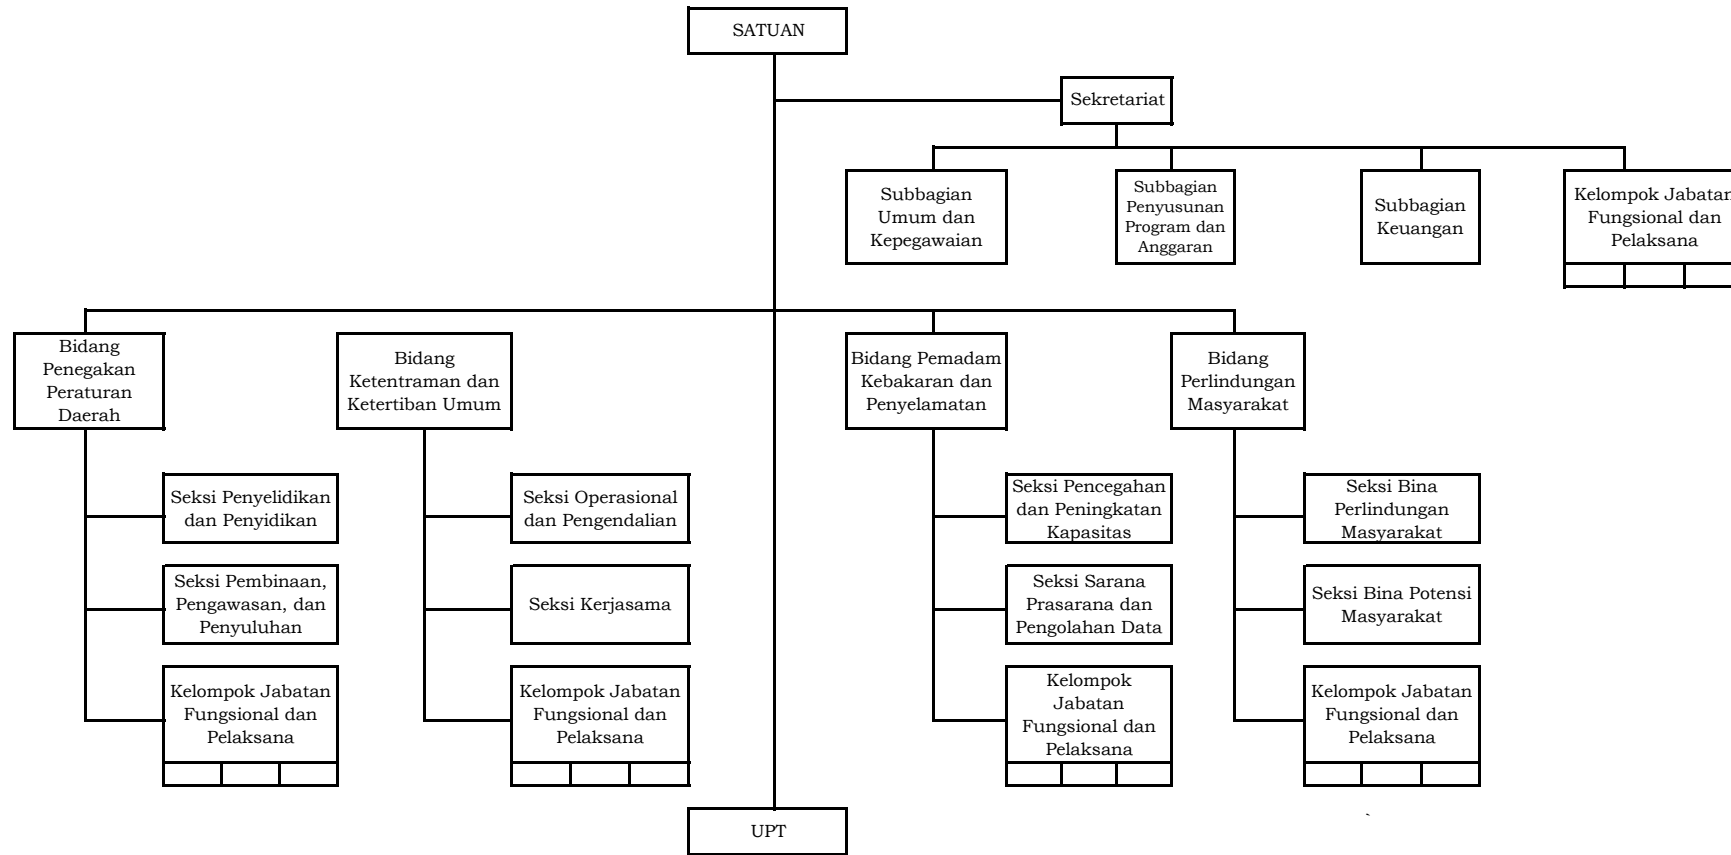 SATUAN
Sekretariat
Subbagian
Umum dan
Kepegawaian
Subbagian
Penyusunan
Program dan
Anggaran
Subbagian
Keuangan
Kelompok Jabatan
Fungsional dan
Pelaksana
Bidang
Penegakan
Peraturan
Daerah
Bidang
Ketentraman dan
Ketertiban Umum
Bidang Pemadam
Kebakaran dan
Penyelamatan
Bidang
Perlindungan
Masyarakat
Seksi Penyelidikan
dan Penyidikan
Seksi Operasional
dan Pengendalian
Seksi Pencegahan
dan Peningkatan
Kapasitas
Seksi Bina
Perlindungan
Masyarakat
Seksi Pembinaan,
Pengawasan, dan
Penyuluhan
Seksi Kerjasama
Seksi Sarana
Prasarana dan
Pengolahan Data
Seksi Bina Potensi
Masyarakat
Kelompok Jabatan
Fungsional dan
Pelaksana
Kelompok Jabatan
Fungsional dan
Pelaksana
Kelompok
Jabatan
Fungsional dan
Pelaksana
Kelompok Jabatan
Fungsional dan
Pelaksana
UPT
`